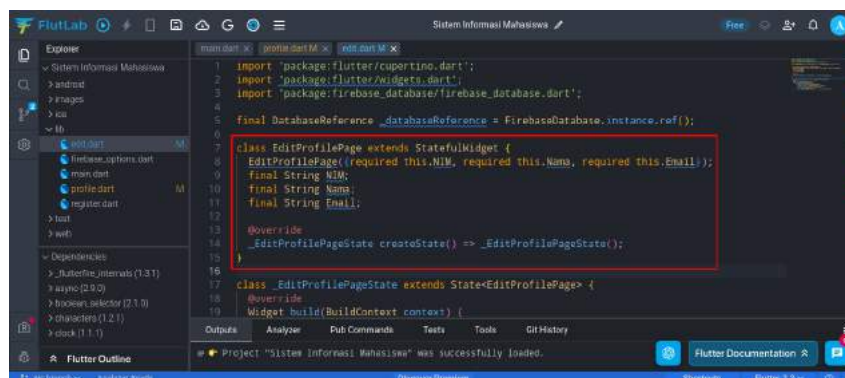 FlutLab
Sistem Informasi Mahasiswa
Free
Explorer
main.dart x profile.dart M x edit.dart M x
Sistem Informasi Mahasiswa
> android
> images
> ios
lib
edit.dart M
firebase_options.dart
main.dart
profile.dart M
register.dart
> test
> web
Dependencies
> _flutterfire_internals (1.3.1)
> async (2.9.0)
> boolean_selector (2.1.0)
> characters (1.2.1)
> clock (1.1.1)
Flutter Outline
1 import 'package:flutter/cupertino.dart';
2 import 'package:flutter/widgets.dart';
3 import 'package:firebase_database/firebase_database.dart';
4
5 final DatabaseReference _databaseReference = FirebaseDatabase.instance.ref();
6
7 class EditProfilePage extends StatefulWidget {
8 EditProfilePage({required this.NIM, required this.Nama, required this.Email});
9 final String NIM;
10 final String Nama;
11 final String Email;
12
13 @override
14 _EditProfilePageState createState() => _EditProfilePageState();
15 }
16
17 class _EditProfilePageState extends State<EditProfilePage> {
18 @override
19 Widget build(BuildContext context) {
Outputs Analyzer Pub Commands Tests Tools Git History
Project "Sistem Informasi Mahasiswa" was successfully loaded.
Flutter Documentation